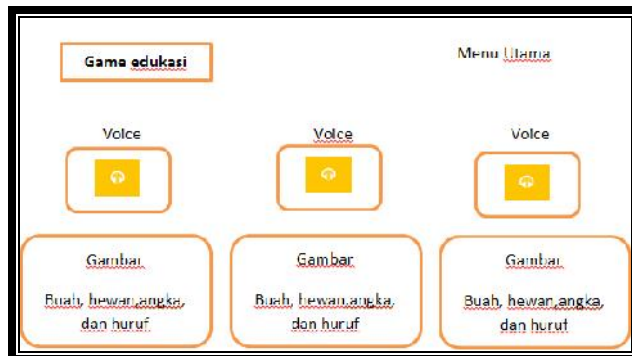 Game edukasi
Menu Utama
Voice
Voice
Voice
Gambar
Buah, hewan,angka,
dan huruf
Gambar
Buah, hewan,angka,
dan huruf
Gambar
Buah, hewan,angka,
dan huruf